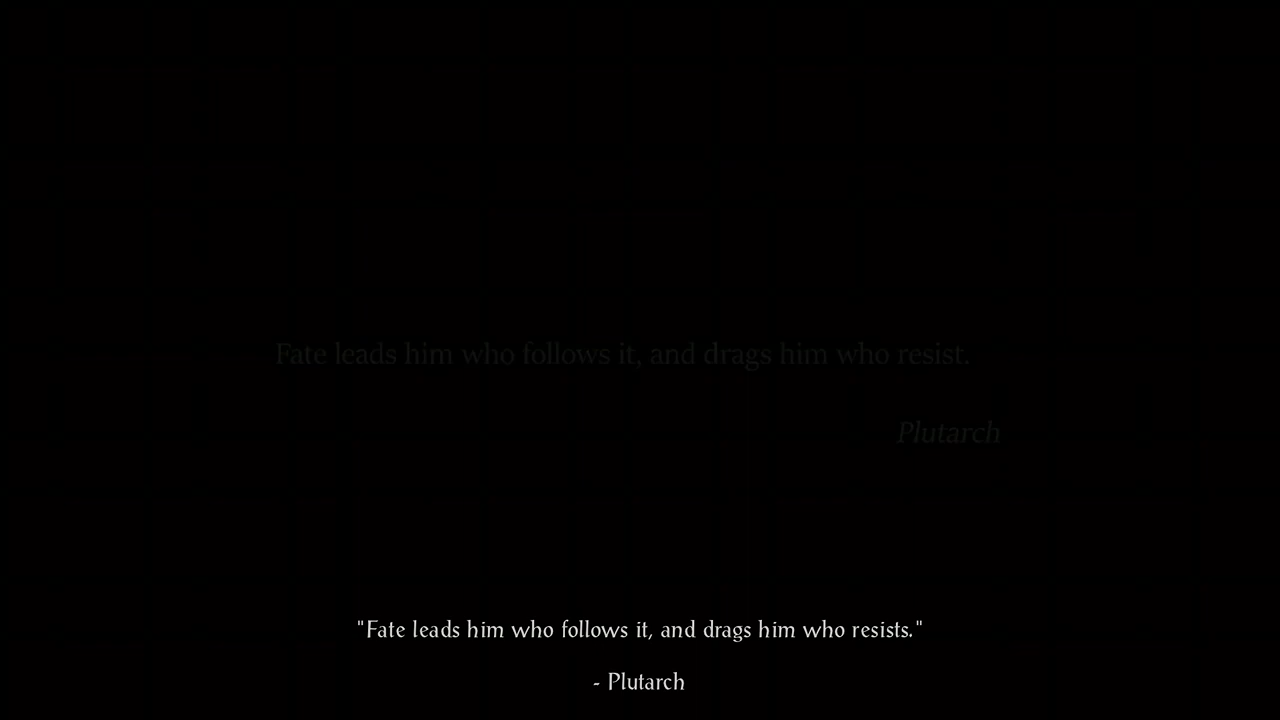 Fate leads him who follows it, and drags him who resist.
Plutarch
"Fate leads him who follows it, and drags him who resists."
- Plutarch